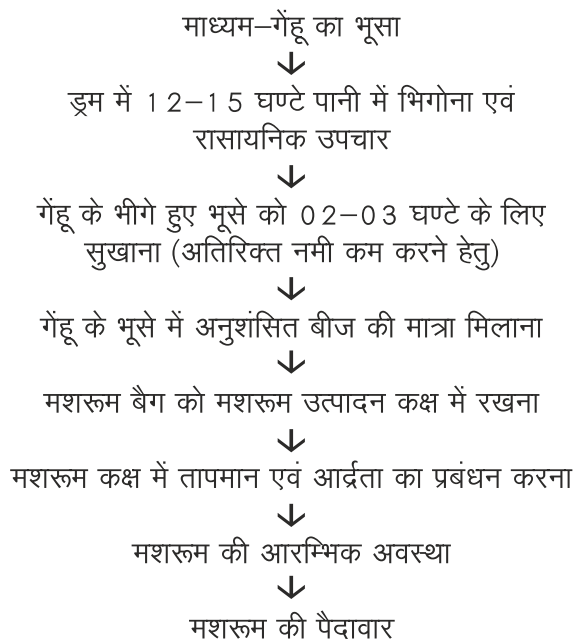 माध्यम–गेंहू का भूसा
↓
ड्रम में 12–15 घण्टे पानी में भिगोना एवं
रासायनिक उपचार
↓
गेंहू के भीगे हुए भूसे को 02–03 घण्टे के लिए
सुखाना (अतिरिक्त नमी कम करने हेतु)
↓
गेंहू के भूसे में अनुशंसित बीज की मात्रा मिलाना
↓
मशरूम बैग को मशरूम उत्पादन कक्ष में रखना
↓
मशरूम कक्ष में तापमान एवं आर्द्रता का प्रबंधन करना
↓
मशरूम की आरम्भिक अवस्था
↓
मशरूम की पैदावार